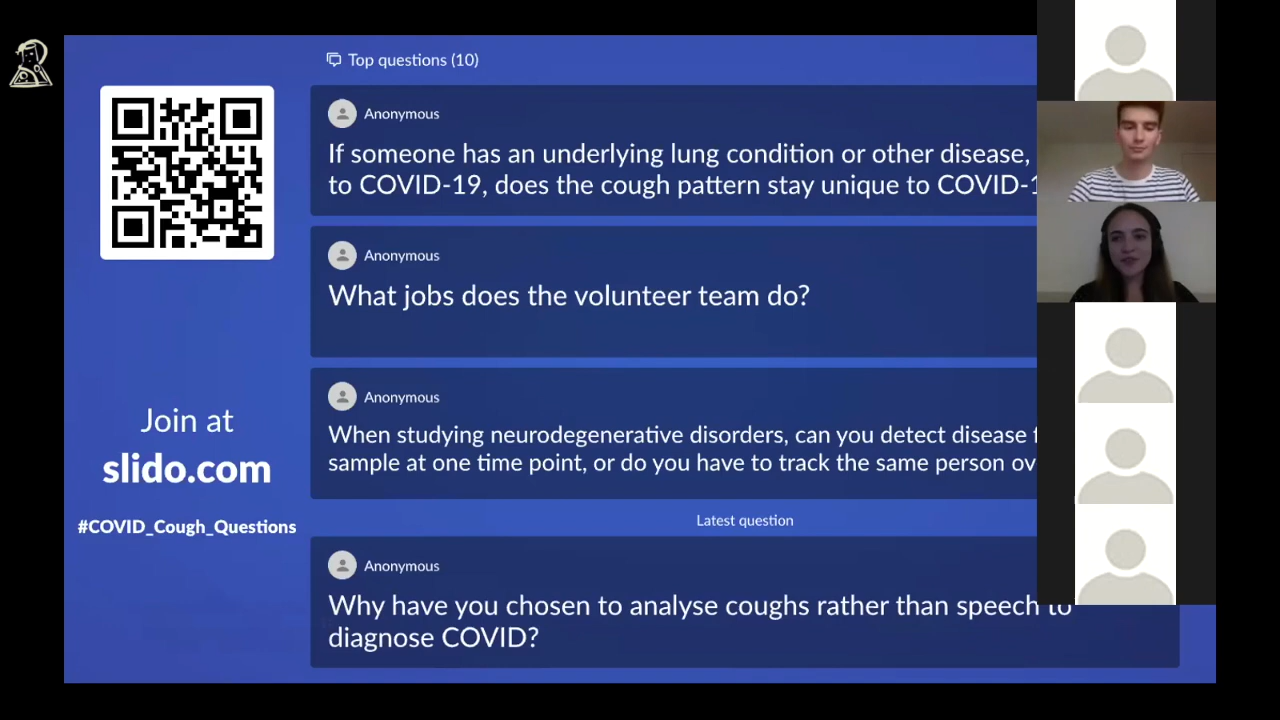 Top questions (10)
Anonymous
If someone has an underlying lung condition or other disease,
to COVID-19, does the cough pattern stay unique to
Anonymous
What jobs does the volunteer team do?
Anonymous
When studying neurodegenerative disorders, can you detect disease
sample at one time point, or do you have to track the same person
Latest question
Anonymous
Why have you chosen to analyse coughs rather than speech to
diagnose COVID?
Join at
slido.com
#COVID_Cough_Questions